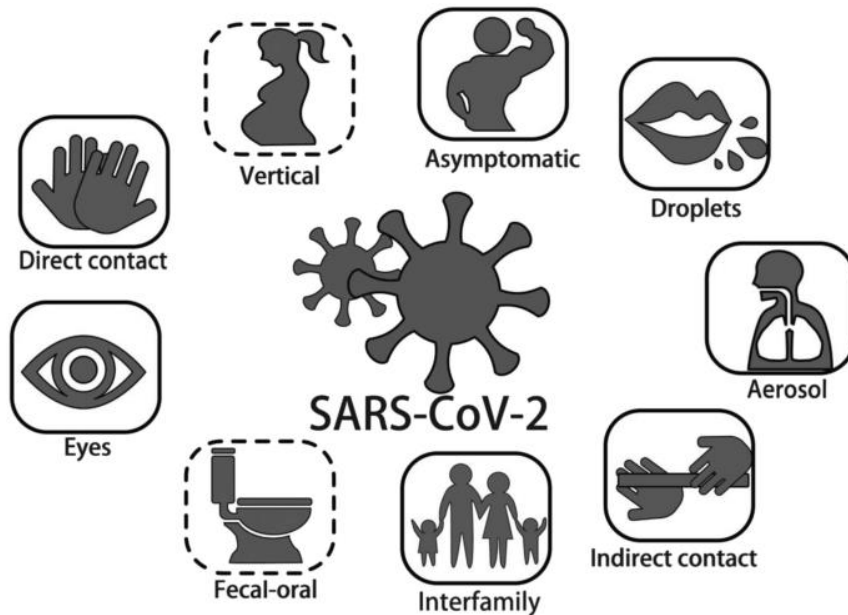 Vertical
Asymptomatic
Droplets
Direct contact
Aerosol
SARS-CoV-2
Eyes
Indirect contact
Fecal-oral
Interfamily